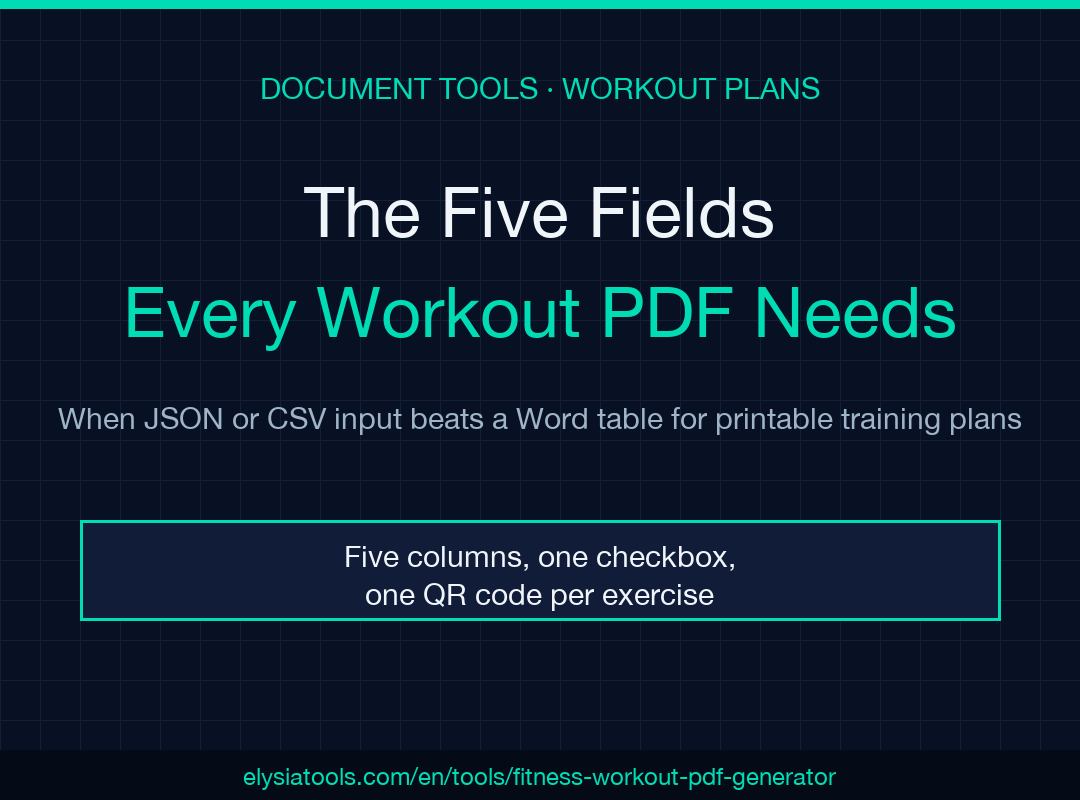 DOCUMENT TOOLS · WORKOUT PLANS
The Five Fields
Every Workout PDF Needs
When JSON or CSV input beats a Word table for printable training plans
Five columns, one checkbox,
one QR code per exercise
elysiatools.com/en/tools/fitness-workout-pdf-generator